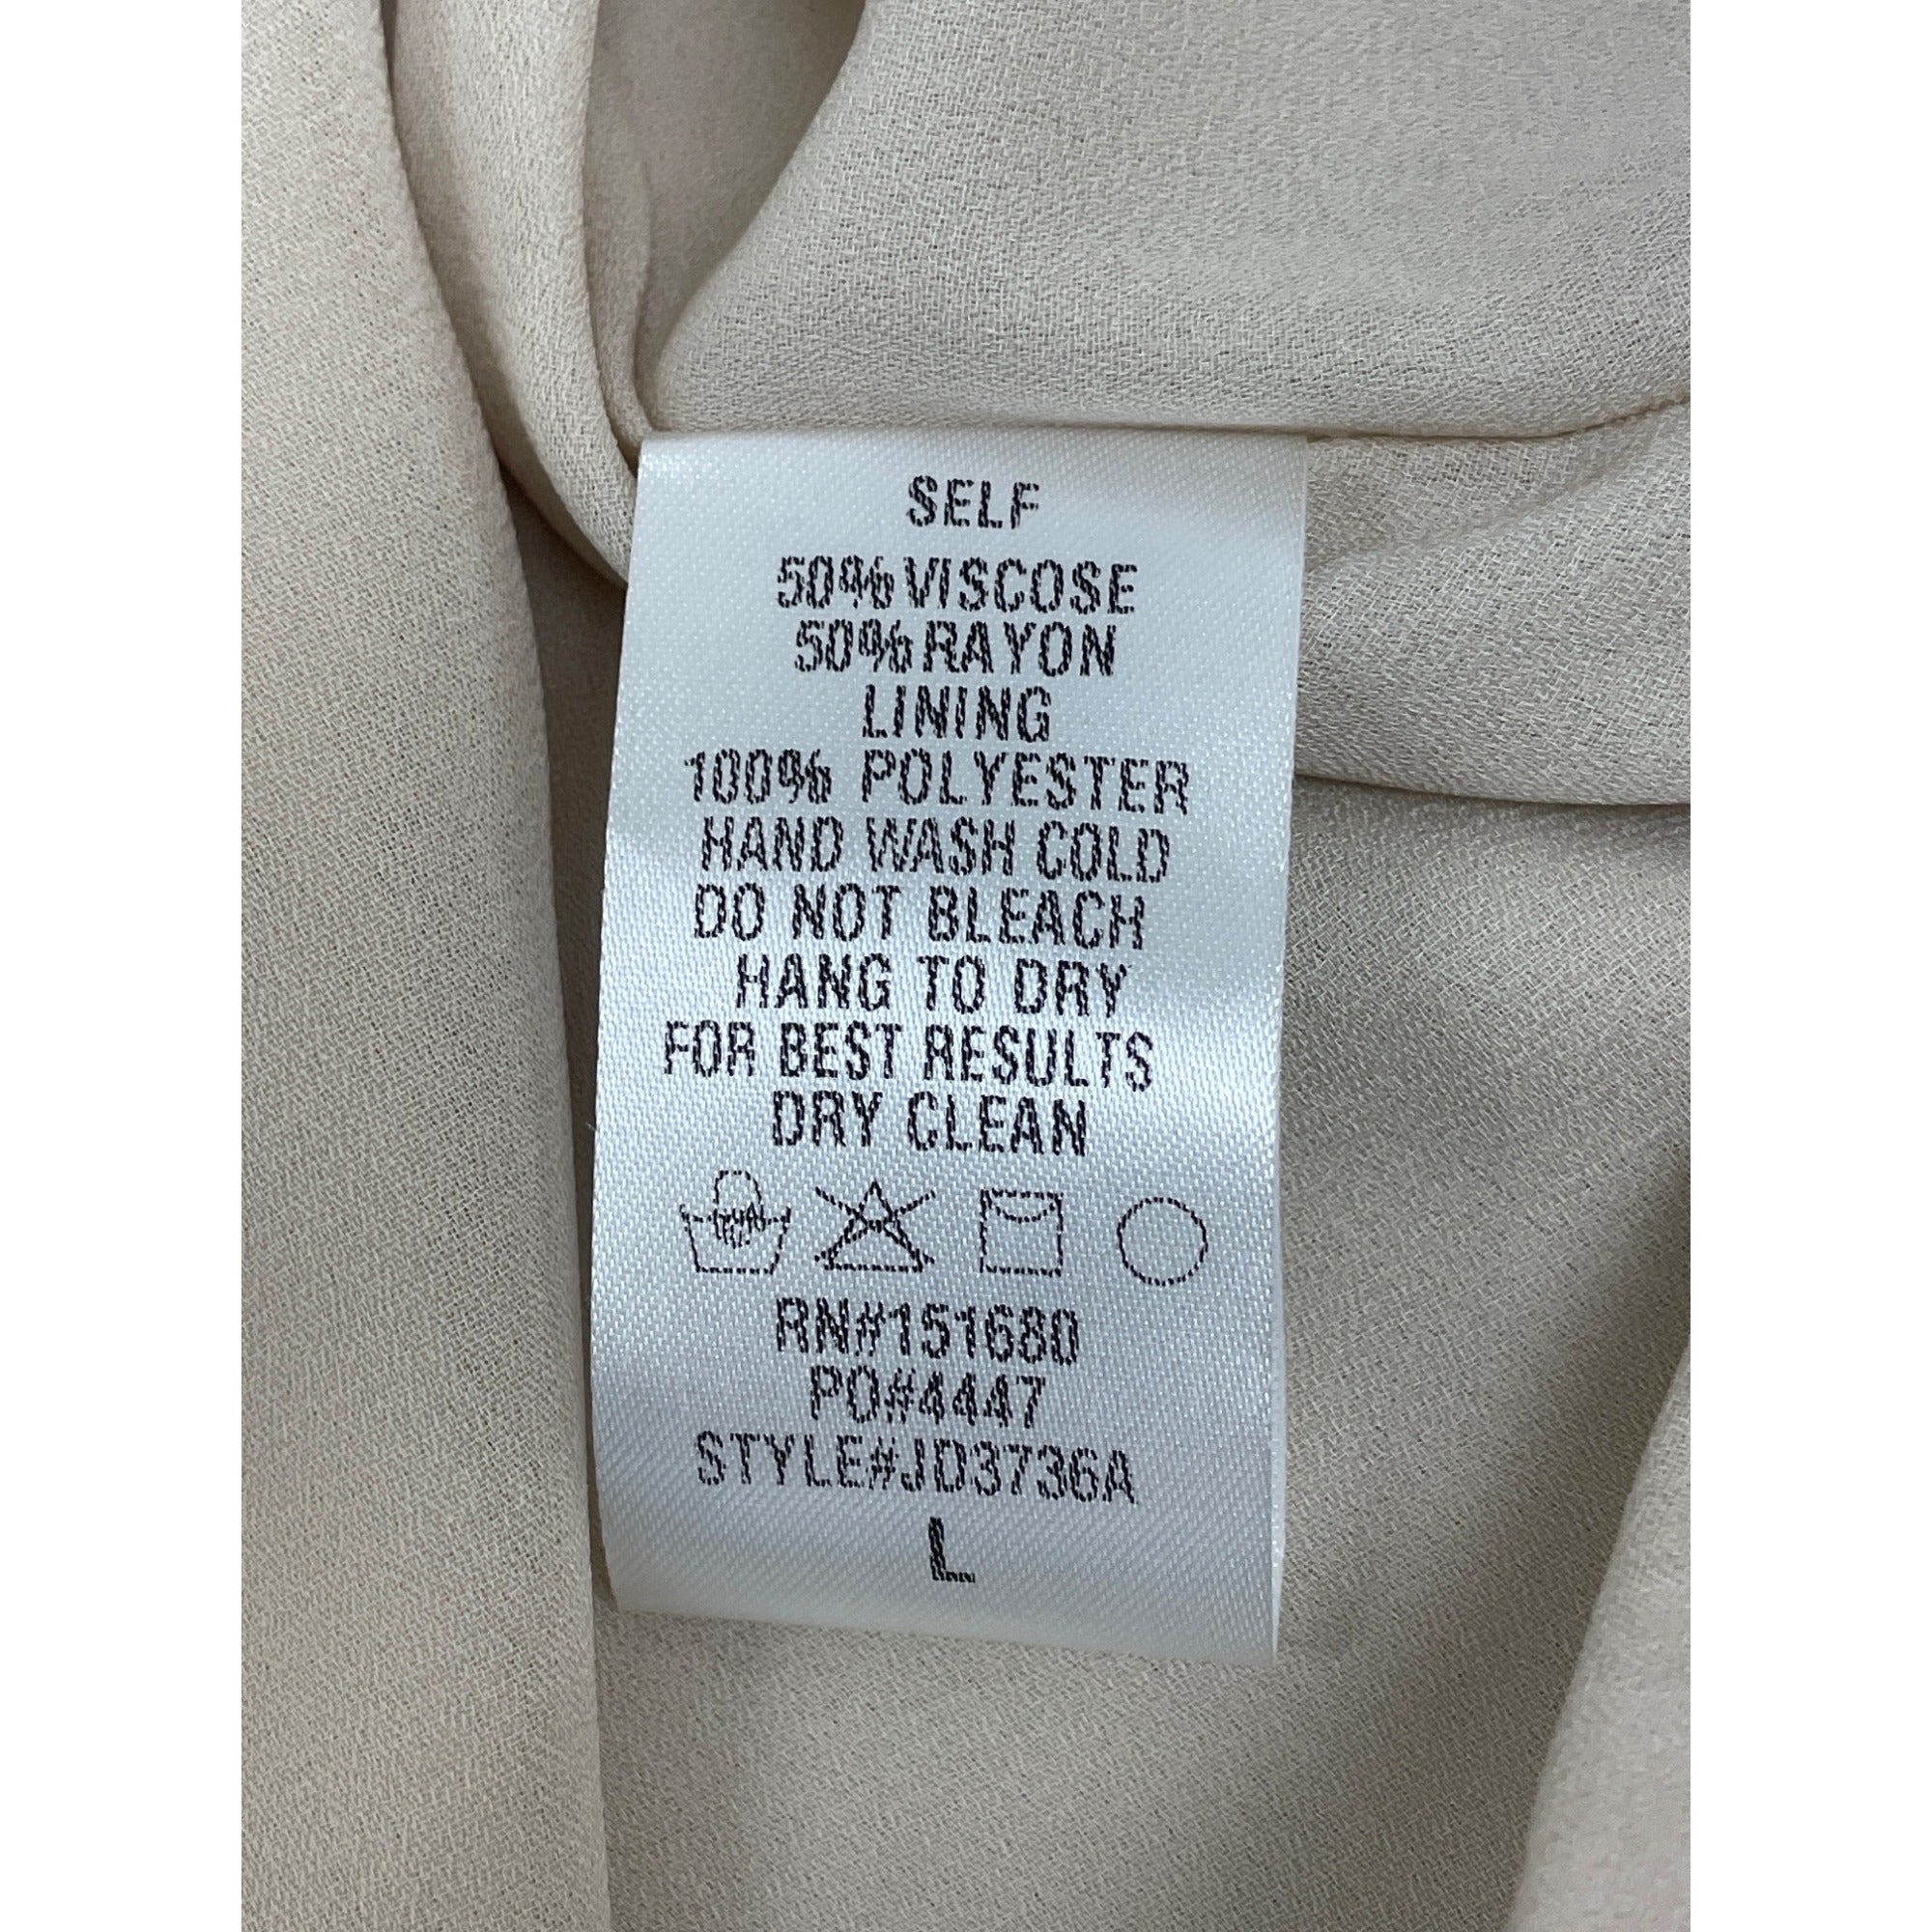 SELF
50% VISCOSE
50% RAYON
LINING
100% POLYESTER
HAND WASH COLD
DO NOT BLEACH
HANG TO DRY
FOR BEST RESULTS
DRY CLEAN
RN#151680
PO#4447
STYLE#JD3736A
L